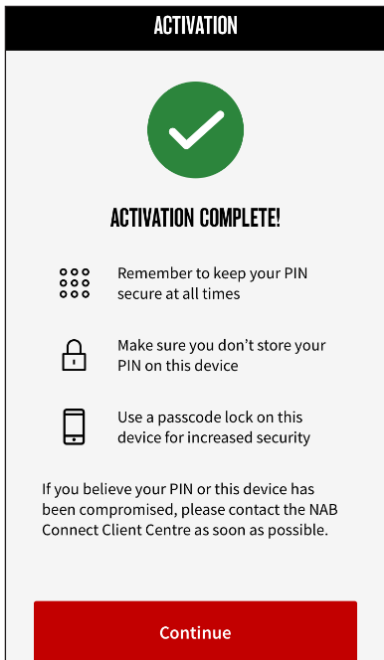 ACTIVATION
ACTIVATION COMPLETE!
Remember to keep your PIN
secure at all times
Make sure you don’t store your
PIN on this device
Use a passcode lock on this
device for increased security
If you believe your PIN or this device has
been compromised, please contact the NAB
Connect Client Centre as soon as possible.
Continue